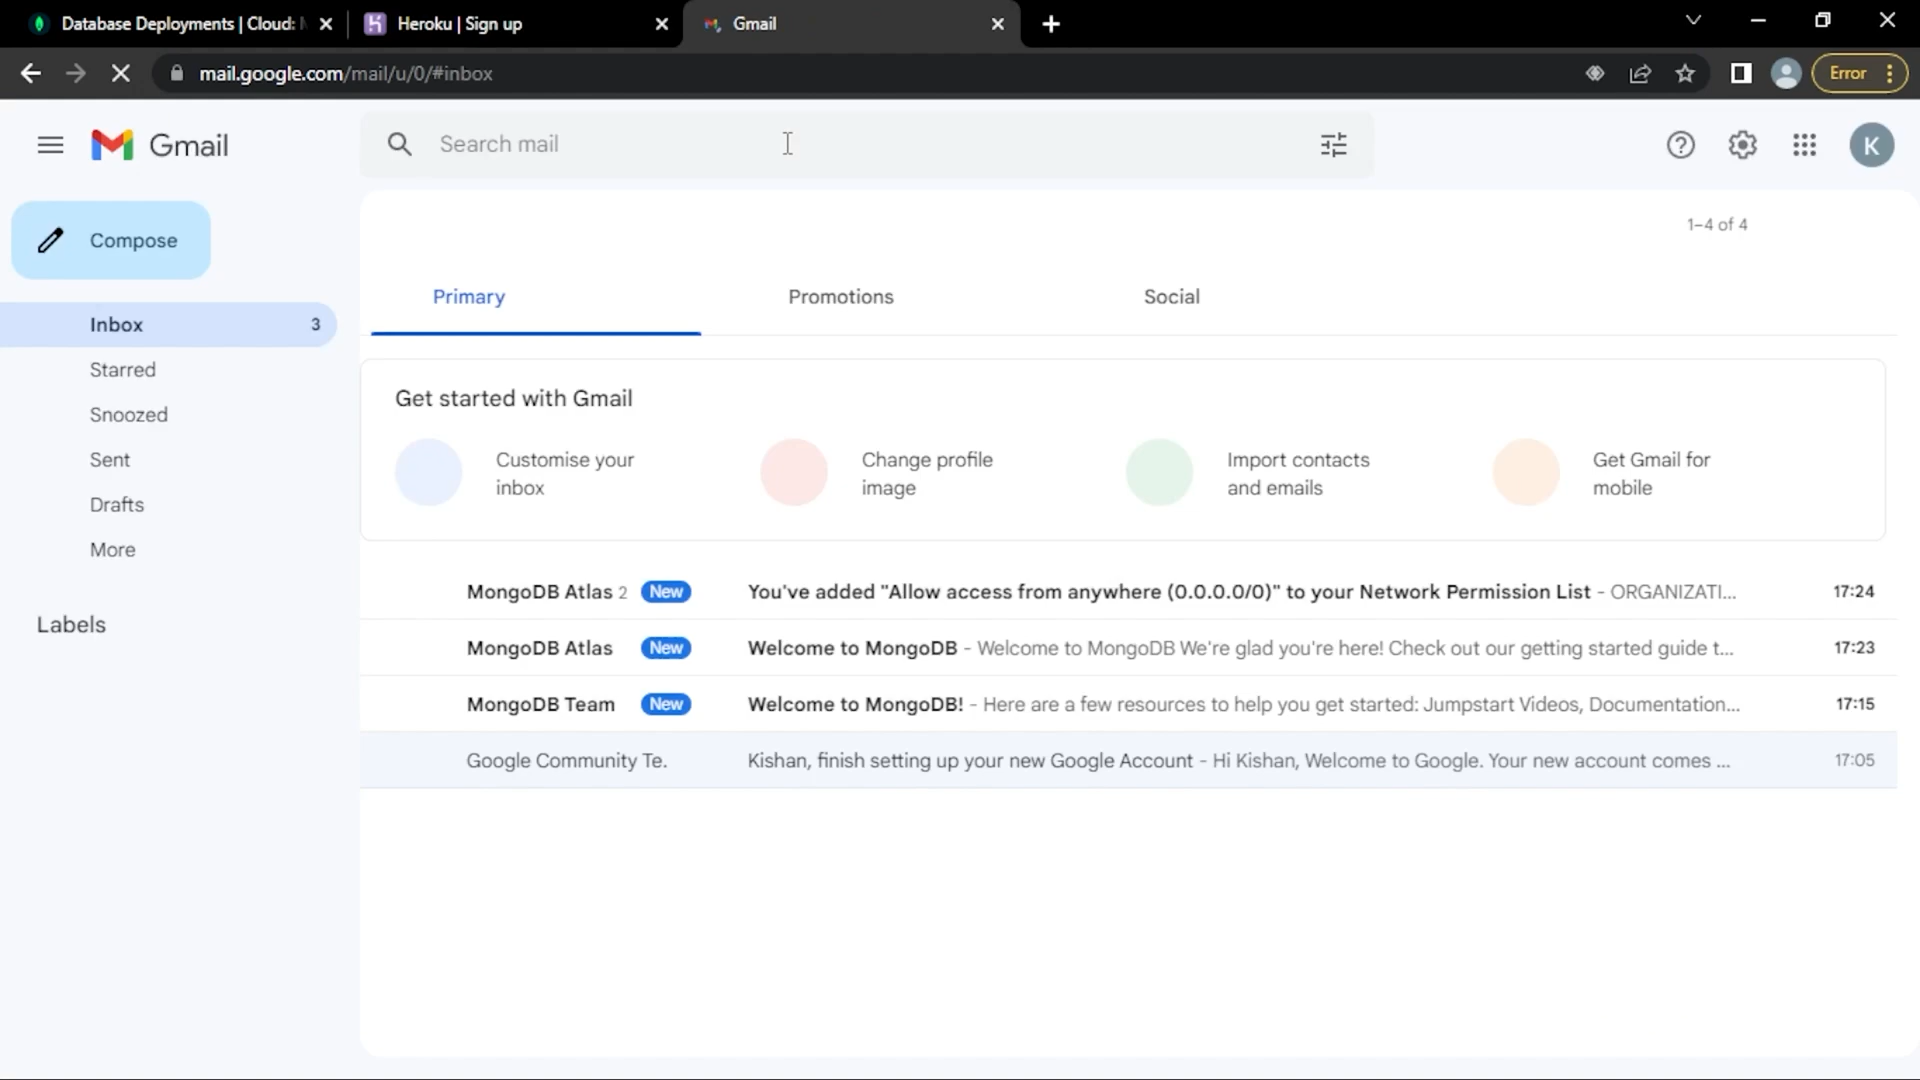 Database Deployments | Cloud:
Heroku | Sign up
Gmail
mail.google.com/mail/u/0/#inbox
Error
Gmail
Search mail
K
Compose
1–4 of 4
Primary
Promotions
Social
Inbox 3
Starred
Snoozed
Sent
Drafts
More
Labels
Get started with Gmail
Customise your
inbox
Change profile
image
Import contacts
and emails
Get Gmail for
mobile
MongoDB Atlas 2 New You've added "Allow access from anywhere (0.0.0.0/0)" to your Network Permission List - ORGANIZATI... 17:24
MongoDB Atlas New Welcome to MongoDB - Welcome to MongoDB We're glad you're here! Check out our getting started guide t... 17:23
MongoDB Team New Welcome to MongoDB! - Here are a few resources to help you get started: Jumpstart Videos, Documentation... 17:15
Google Community Te. Kishan, finish setting up your new Google Account - Hi Kishan, Welcome to Google. Your new account comes ... 17:05